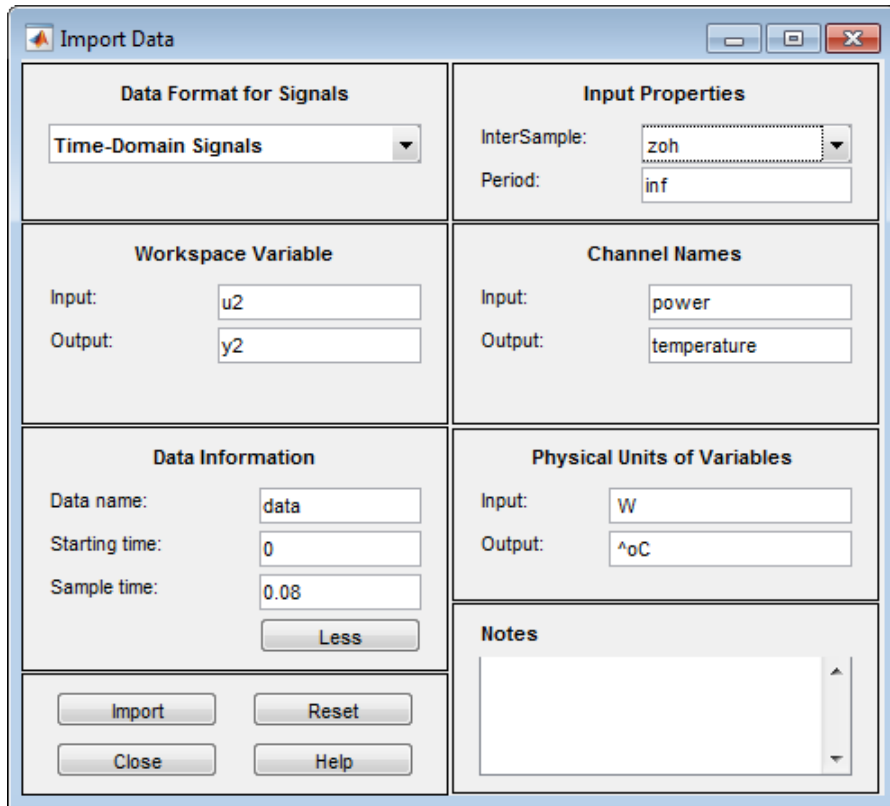 Import Data
Data Format for Signals
Time-Domain Signals
Input Properties
InterSample: zoh
Period: inf
Workspace Variable
Input: u2
Output: y2
Channel Names
Input: power
Output: temperature
Data Information
Data name: data
Starting time: 0
Sample time: 0.08
Less
Physical Units of Variables
Input: W
Output: ^oC
Notes
Import Reset
Close Help